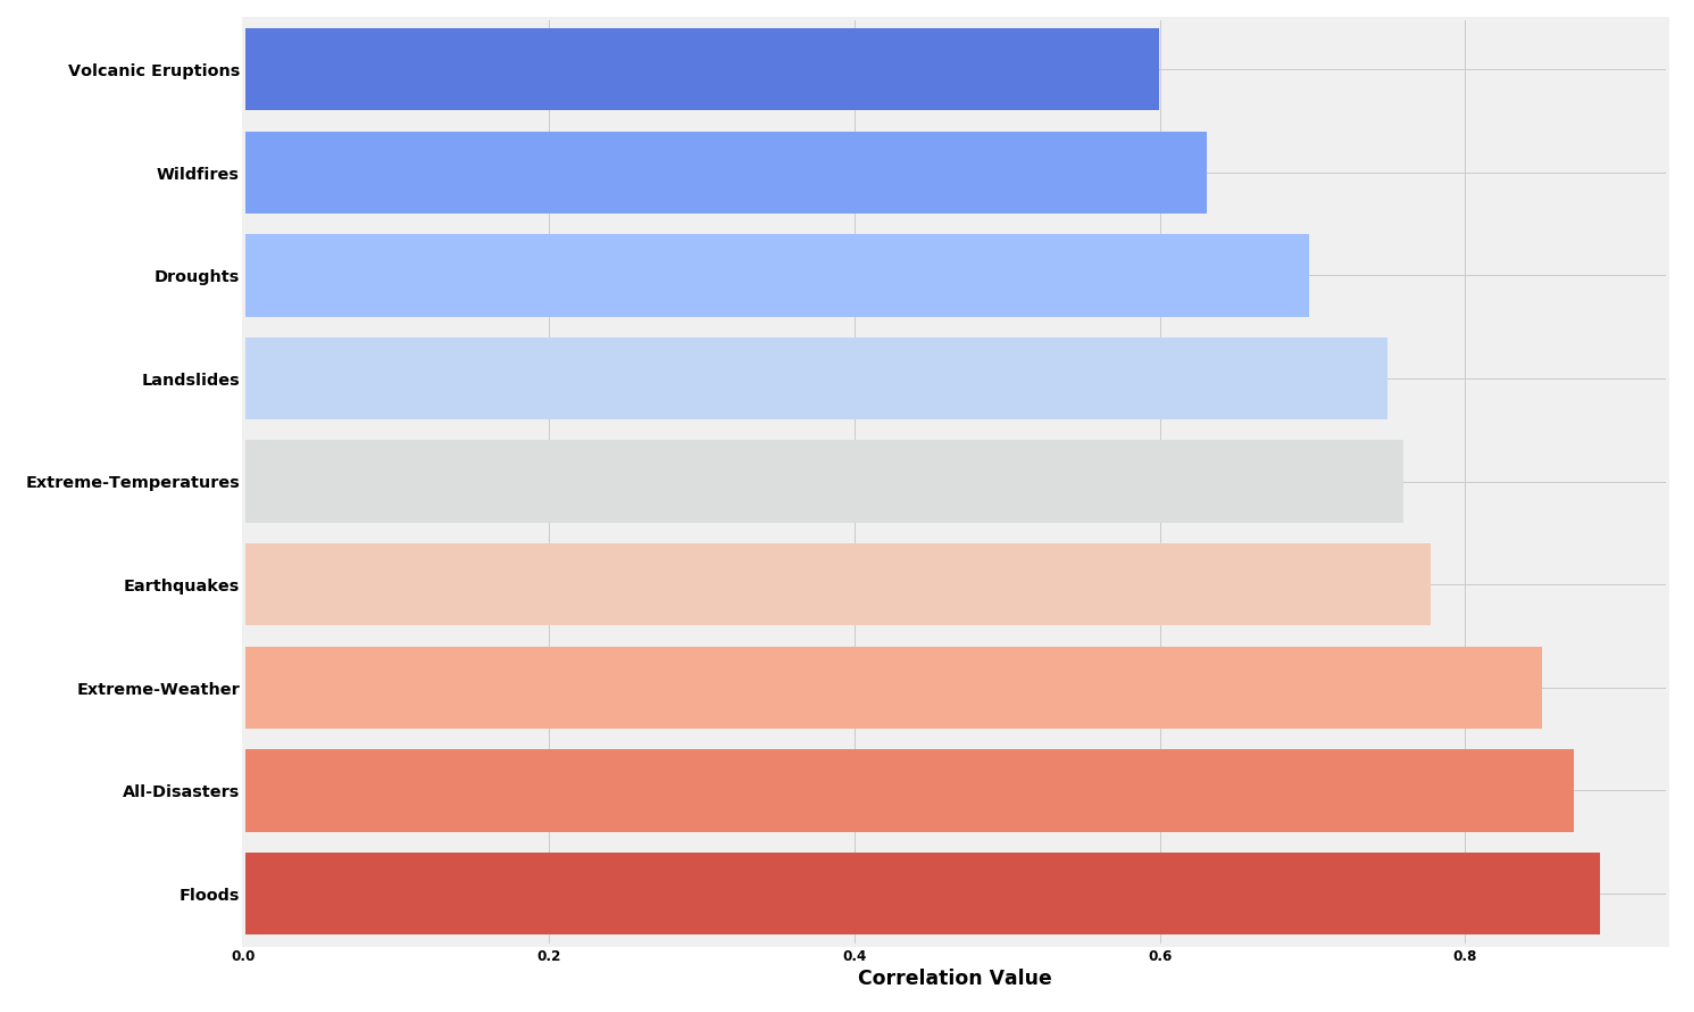 Volcanic Eruptions
Wildfires
Droughts
Landslides
Extreme-Temperatures
Earthquakes
Extreme-Weather
All-Disasters
Floods
0.0 0.2 0.4 0.6 0.8
Correlation Value